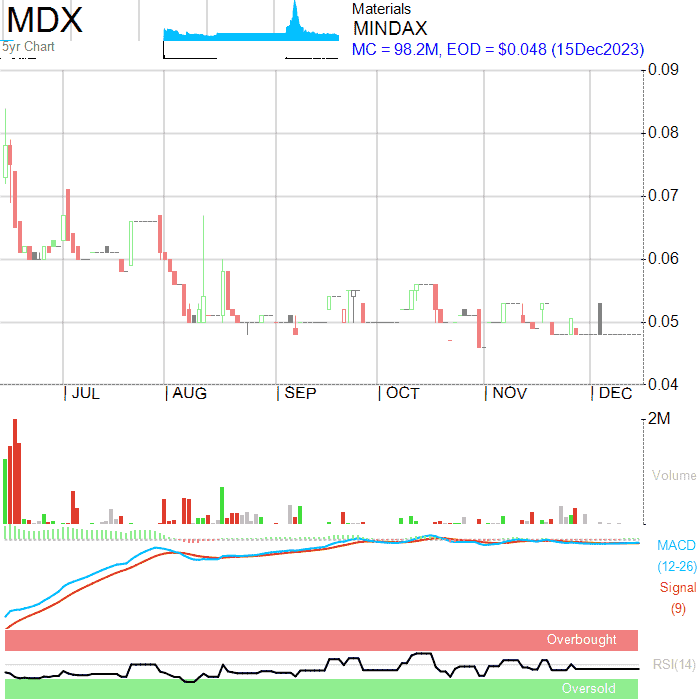 MDX
5yr Chart
Materials
MINDAX
MC = 98.2M, EOD = $0.048 (15Dec2023)
0.09
0.08
0.07
0.06
0.05
0.04
| JUL | AUG | SEP | OCT | NOV | DEC
2M
Volume
MACD
(12-26)
Signal
(9)
Overbought
RSI(14)
Oversold